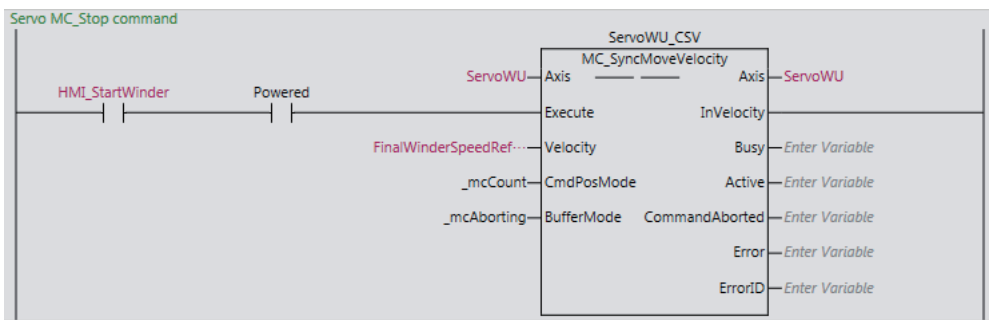 Servo MC_Stop command
ServoWU_CSV
MC_SyncMoveVelocity
ServoWU Axis Axis ServoWU
HMI_StartWinder Powered
Execute InVelocity
FinalWinderSpeedRef··· Velocity Busy Enter Variable
_mcCount CmdPosMode Active Enter Variable
_mcAborting BufferMode CommandAborted Enter Variable
Error Enter Variable
ErrorID Enter Variable